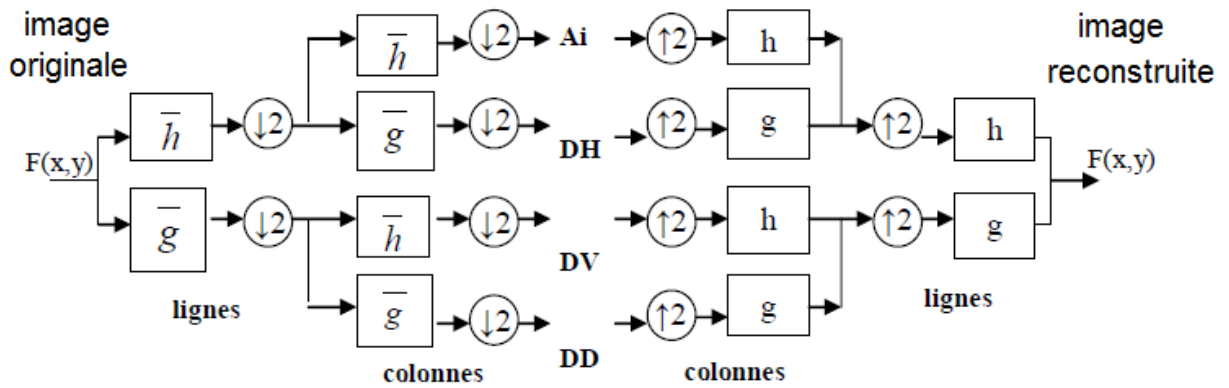 image
originale
image
reconstruite
h̅
↓2
Ai
↑2
h
h̅
↓2
g̅
↓2
DH
↑2
g
↑2
h
F(x,y)
F(x,y)
g̅
↓2
h̅
↓2
DV
↑2
h
↑2
g
lignes
lignes
g̅
↓2
DD
↑2
g
colonnes
colonnes